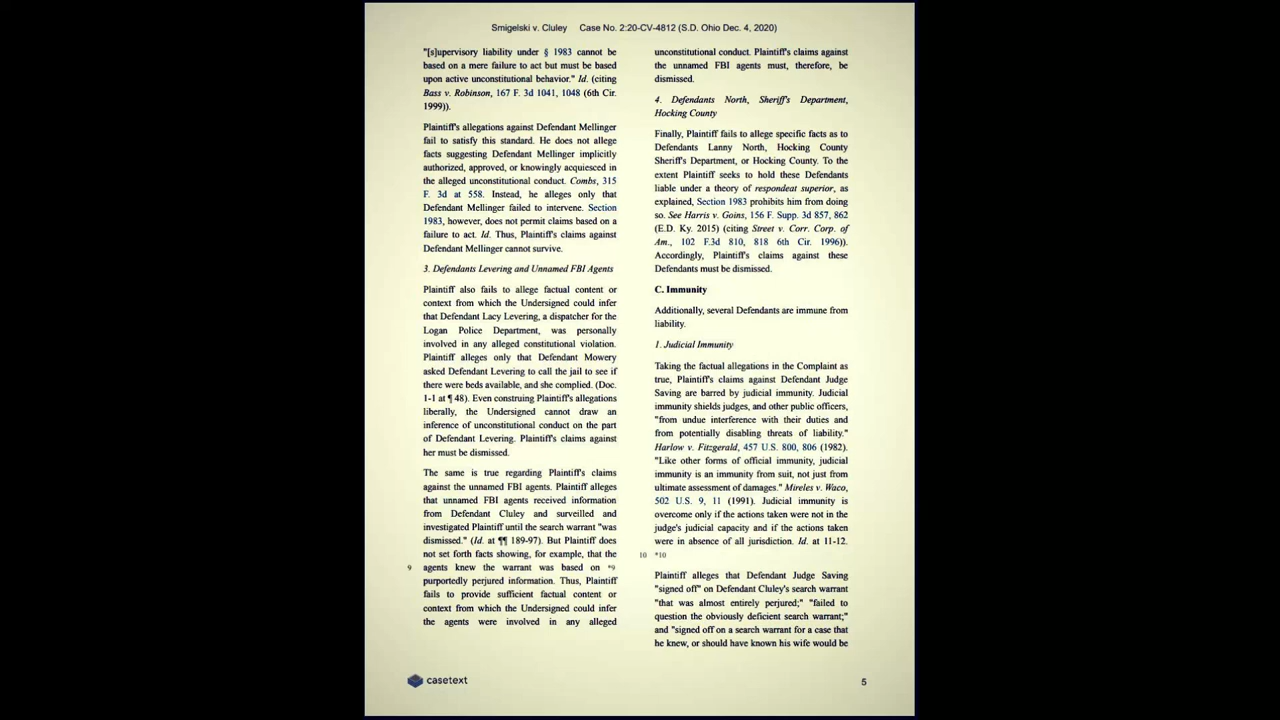 Smigelski v. Cluley Case No. 2:20-CV-4812 (S.D. Ohio Dec. 4, 2020)
"[s]upervisory liability under § 1983 cannot be
based on a mere failure to act but must be based
upon active unconstitutional behavior." Id. (citing
Bass v. Robinson, 167 F. 3d 1041, 1048 (6th Cir.
1999)).
Plaintiff's allegations against Defendant Mellinger
fail to satisfy this standard. He does not allege
facts suggesting Defendant Mellinger implicitly
authorized, approved, or knowingly acquiesced in
the alleged unconstitutional conduct. Combs, 315
F. 3d at 558. Instead, he alleges only that
Defendant Mellinger failed to intervene. Section
1983, however, does not permit claims based on a
failure to act. Id. Thus, Plaintiff's claims against
Defendant Mellinger cannot survive.
3. Defendants Levering and Unnamed FBI Agents
Plaintiff also fails to allege factual content or
context from which the Undersigned could infer
that Defendant Lacy Levering, a dispatcher for the
Logan Police Department, was personally
involved in any alleged constitutional violation.
Plaintiff alleges only that Defendant Mowery
asked Defendant Levering to call the jail to see if
there were beds available, and she complied. (Doc.
1-1 at ¶ 48). Even construing Plaintiff's allegations
liberally, the Undersigned cannot draw an
inference of unconstitutional conduct on the part
of Defendant Levering. Plaintiff's claims against
her must be dismissed.
The same is true regarding Plaintiff's claims
against the unnamed FBI agents. Plaintiff alleges
that unnamed FBI agents received information
from Defendant Cluley and surveilled and
investigated Plaintiff until the search warrant "was
dismissed." (Id. at ¶¶ 189-97). But Plaintiff does
not set forth facts showing, for example, that the
9 agents knew the warrant was based on *9
purportedly perjured information. Thus, Plaintiff
fails to provide sufficient factual content or
context from which the Undersigned could infer
the agents were involved in any alleged
unconstitutional conduct. Plaintiff's claims against
the unnamed FBI agents must, therefore, be
dismissed.
4. Defendants North, Sheriff's Department,
Hocking County
Finally, Plaintiff fails to allege specific facts as to
Defendants Lanny North, Hocking County
Sheriff's Department, or Hocking County. To the
extent Plaintiff seeks to hold these Defendants
liable under a theory of respondeat superior, as
explained, Section 1983 prohibits him from doing
so. See Harris v. Goins, 156 F. Supp. 3d 857, 862
(E.D. Ky. 2015) (citing Street v. Corr. Corp. of
Am., 102 F.3d 810, 818 6th Cir. 1996)).
Accordingly, Plaintiff's claims against these
Defendants must be dismissed.
C. Immunity
Additionally, several Defendants are immune from
liability.
1. Judicial Immunity
Taking the factual allegations in the Complaint as
true, Plaintiff's claims against Defendant Judge
Saving are barred by judicial immunity. Judicial
immunity shields judges, and other public officers,
"from undue interference with their duties and
from potentially disabling threats of liability."
Harlow v. Fitzgerald, 457 U.S. 800, 806 (1982).
"Like other forms of official immunity, judicial
immunity is an immunity from suit, not just from
ultimate assessment of damages." Mireles v. Waco,
502 U.S. 9, 11 (1991). Judicial immunity is
overcome only if the actions taken were not in the
judge's judicial capacity and if the actions taken
were in absence of all jurisdiction. Id. at 11-12.
10 *10
Plaintiff alleges that Defendant Judge Saving
"signed off" on Defendant Cluley's search warrant
"that was almost entirely perjured;" "failed to
question the obviously deficient search warrant;"
and "signed off on a search warrant for a case that
he knew, or should have known his wife would be
casetext
5